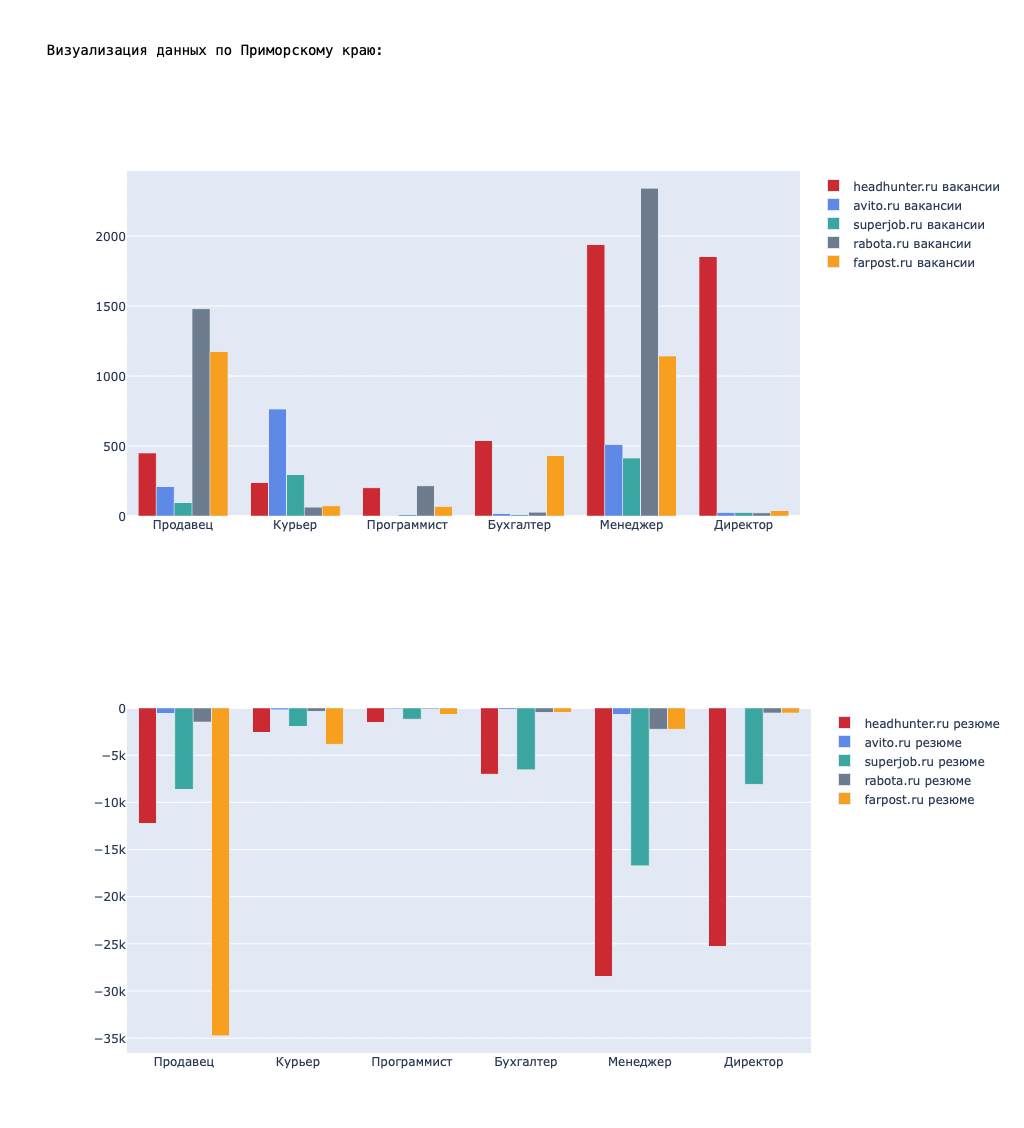 Визуализация данных по Приморскому краю:
headhunter.ru вакансии
avito.ru вакансии
superjob.ru вакансии
rabota.ru вакансии
farpost.ru вакансии
2000
1500
1000
500
0
Продавец Курьер Программист Бухгалтер Менеджер Директор
headhunter.ru резюме
avito.ru резюме
superjob.ru резюме
rabota.ru резюме
farpost.ru резюме
0
−5k
−10k
−15k
−20k
−25k
−30k
−35k
Продавец Курьер Программист Бухгалтер Менеджер Директор